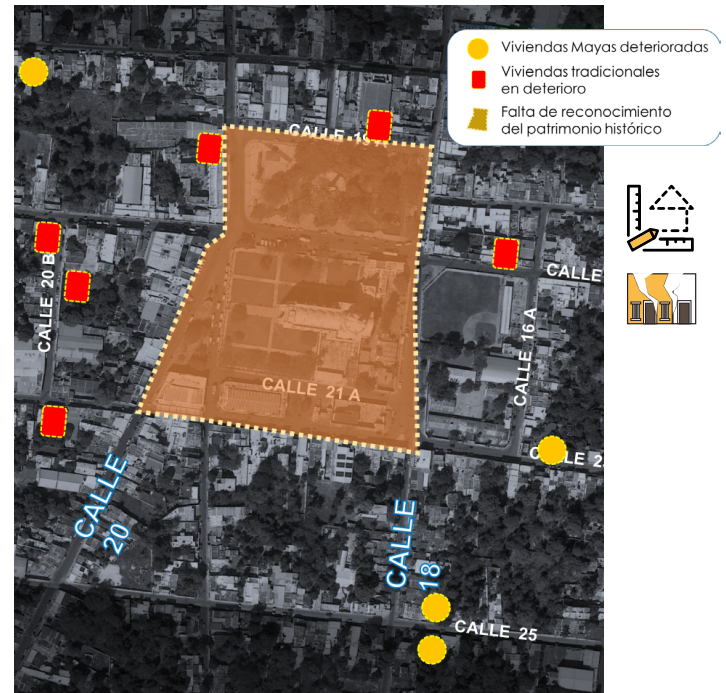 Viviendas Mayas deterioradas
Viviendas tradicionales
en deterioro
Falta de reconocimiento
del patrimonio histórico
CALLE
CALLE 20 B
CALLE
CALLE 16 A
CALLE 21 A
CALLE
20
CALLE
18
CALLE 25